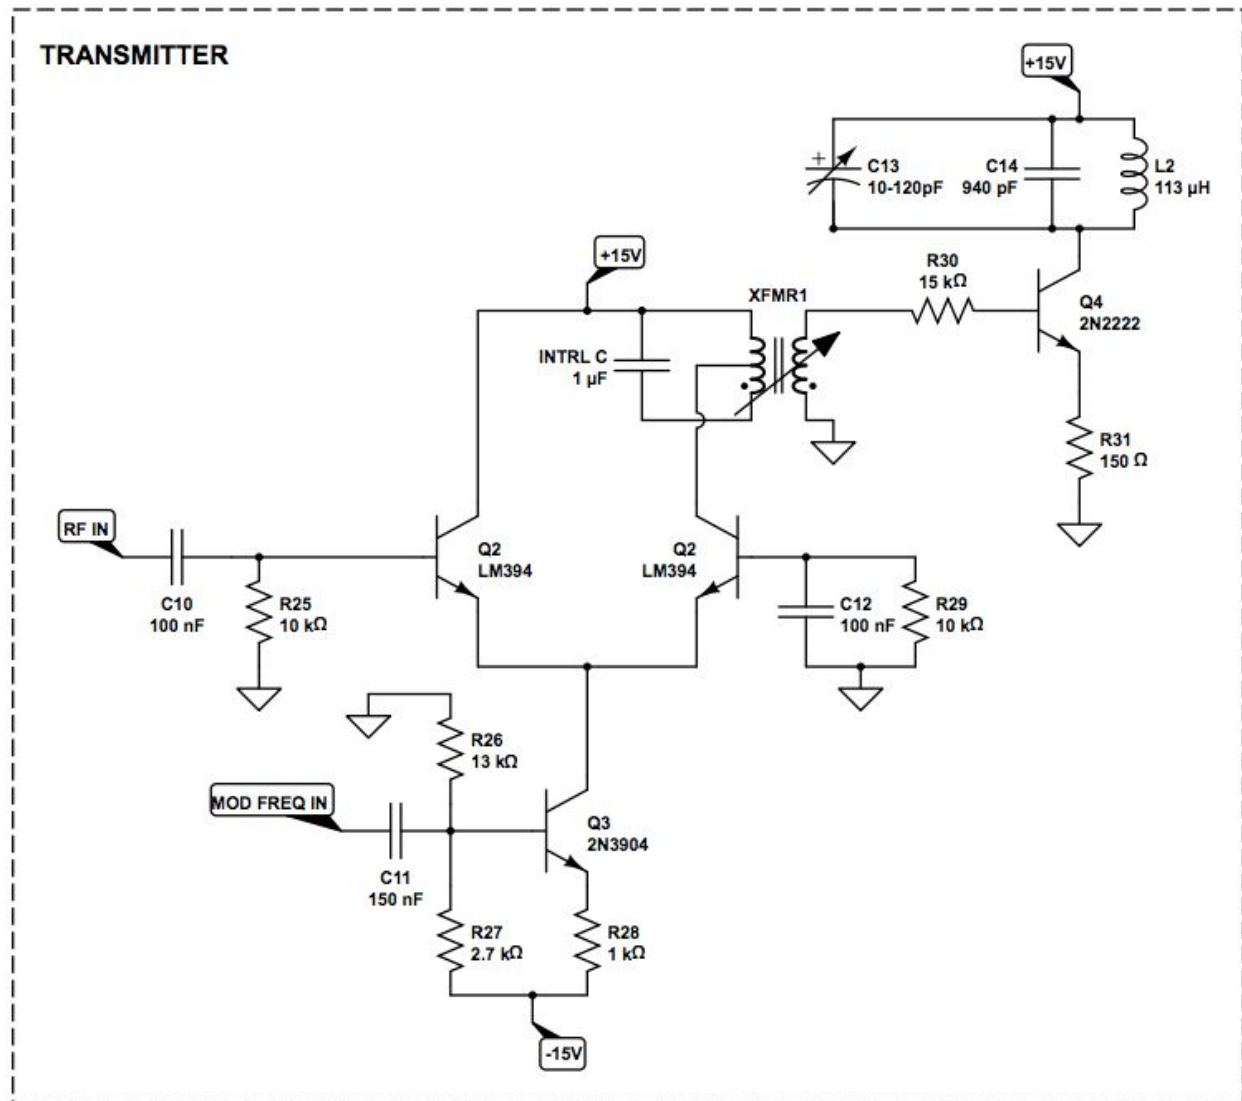 TRANSMITTER
+15V
+
C13
10-120pF
C14
940 pF
L2
113 µH
+15V
XFMR1
R30
15 kΩ
Q4
2N2222
INTRL C
1 µF
R31
150 Ω
RF IN
C10
100 nF
R25
10 kΩ
Q2
LM394
Q2
LM394
C12
100 nF
R29
10 kΩ
R26
13 kΩ
MOD FREQ IN
C11
150 nF
Q3
2N3904
R27
2.7 kΩ
R28
1 kΩ
-15V